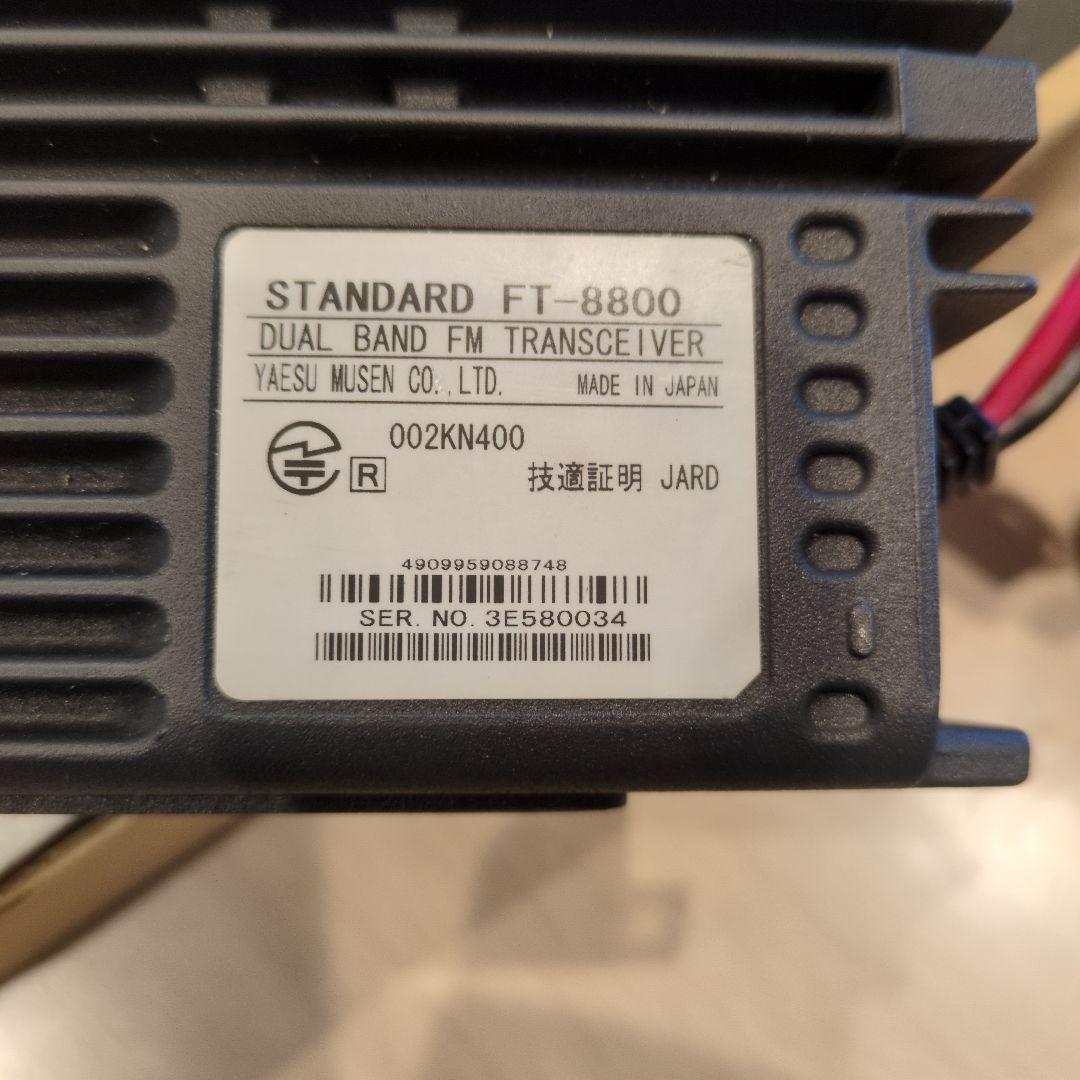 STANDARD FT-8800
DUAL BAND FM TRANSCEIVER
YAESU MUSEN CO.,LTD. MADE IN JAPAN
R 002KN400
技適証明 JARD
4909959088748
SER. NO. 3E580034